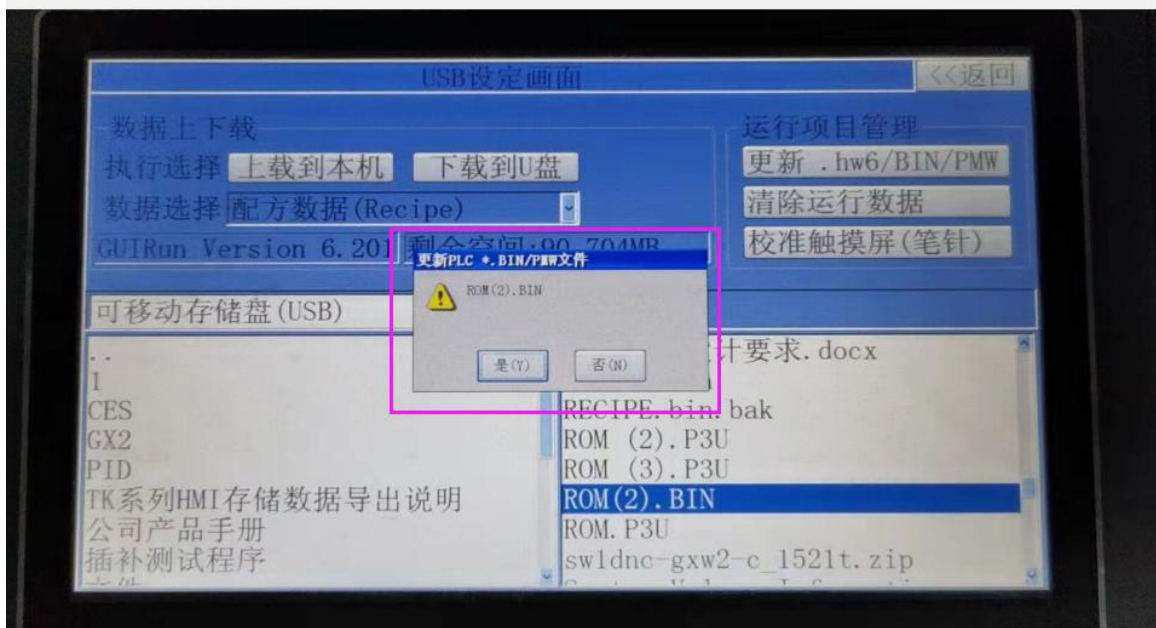 USB设定画面
<<返回
数据上下载
执行选择 上载到本机 下载到U盘
数据选择 配方数据(Recipe)
运行项目管理
更新 .hw6/BIN/PMW
清除运行数据
校准触摸屏(笔针)
GUIRun Version 6.201 剩余空间:90.704MB
更新PLC *.BIN/PMW文件
ROM(2).BIN
是(Y) 否(N)
可移动存储盘(USB)
..
1
CES
GX2
PID
TK系列HMI存储数据导出说明
公司产品手册
插补测试程序
计要求.docx
RECIPE.bin.bak
ROM (2).P3U
ROM (3).P3U
ROM(2).BIN
ROM.P3U
sw1dnc-gxw2-c_1521t.zip